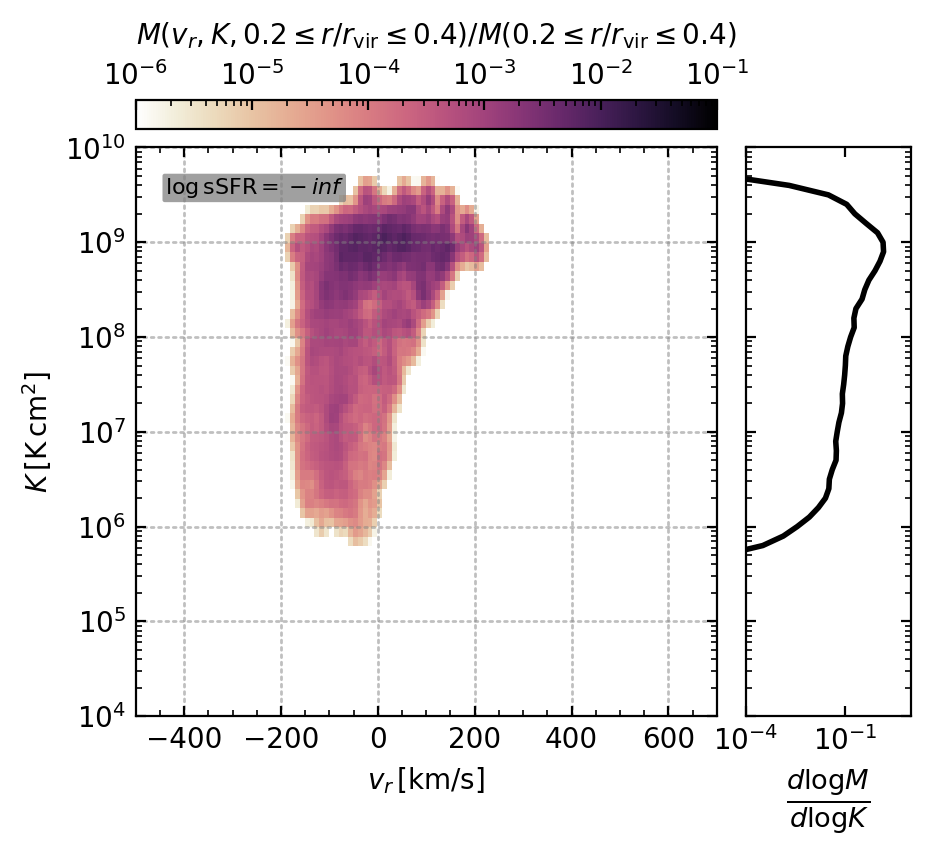 M(v_r, K, 0.2 ≤ r/r_vir ≤ 0.4)/M(0.2 ≤ r/r_vir ≤ 0.4)
10^−6 10^−5 10^−4 10^−3 10^−2 10^−1
log sSFR = −inf
10^10
10^9
10^8
10^7
10^6
10^5
10^4
K [K cm^2]
−400 −200 0 200 400 600
v_r [km/s]
10^−4 10^−1
dlogM
dlogK